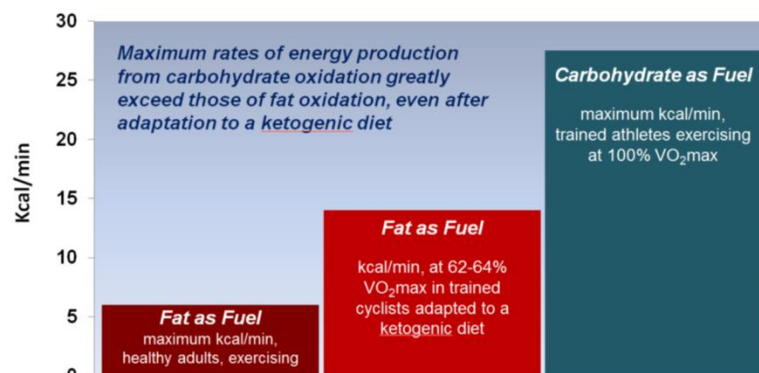 30
Maximum rates of energy production
from carbohydrate oxidation greatly
exceed those of fat oxidation, even after
adaptation to a ketogenic diet
25
Carbohydrate as Fuel
maximum kcal/min,
trained athletes exercising
at 100% VO₂max
20
Kcal/min
15
Fat as Fuel
kcal/min, at 62-64%
VO₂max in trained
cyclists adapted to a
ketogenic diet
10
5
Fat as Fuel
maximum kcal/min,
healthy adults, exercising
0